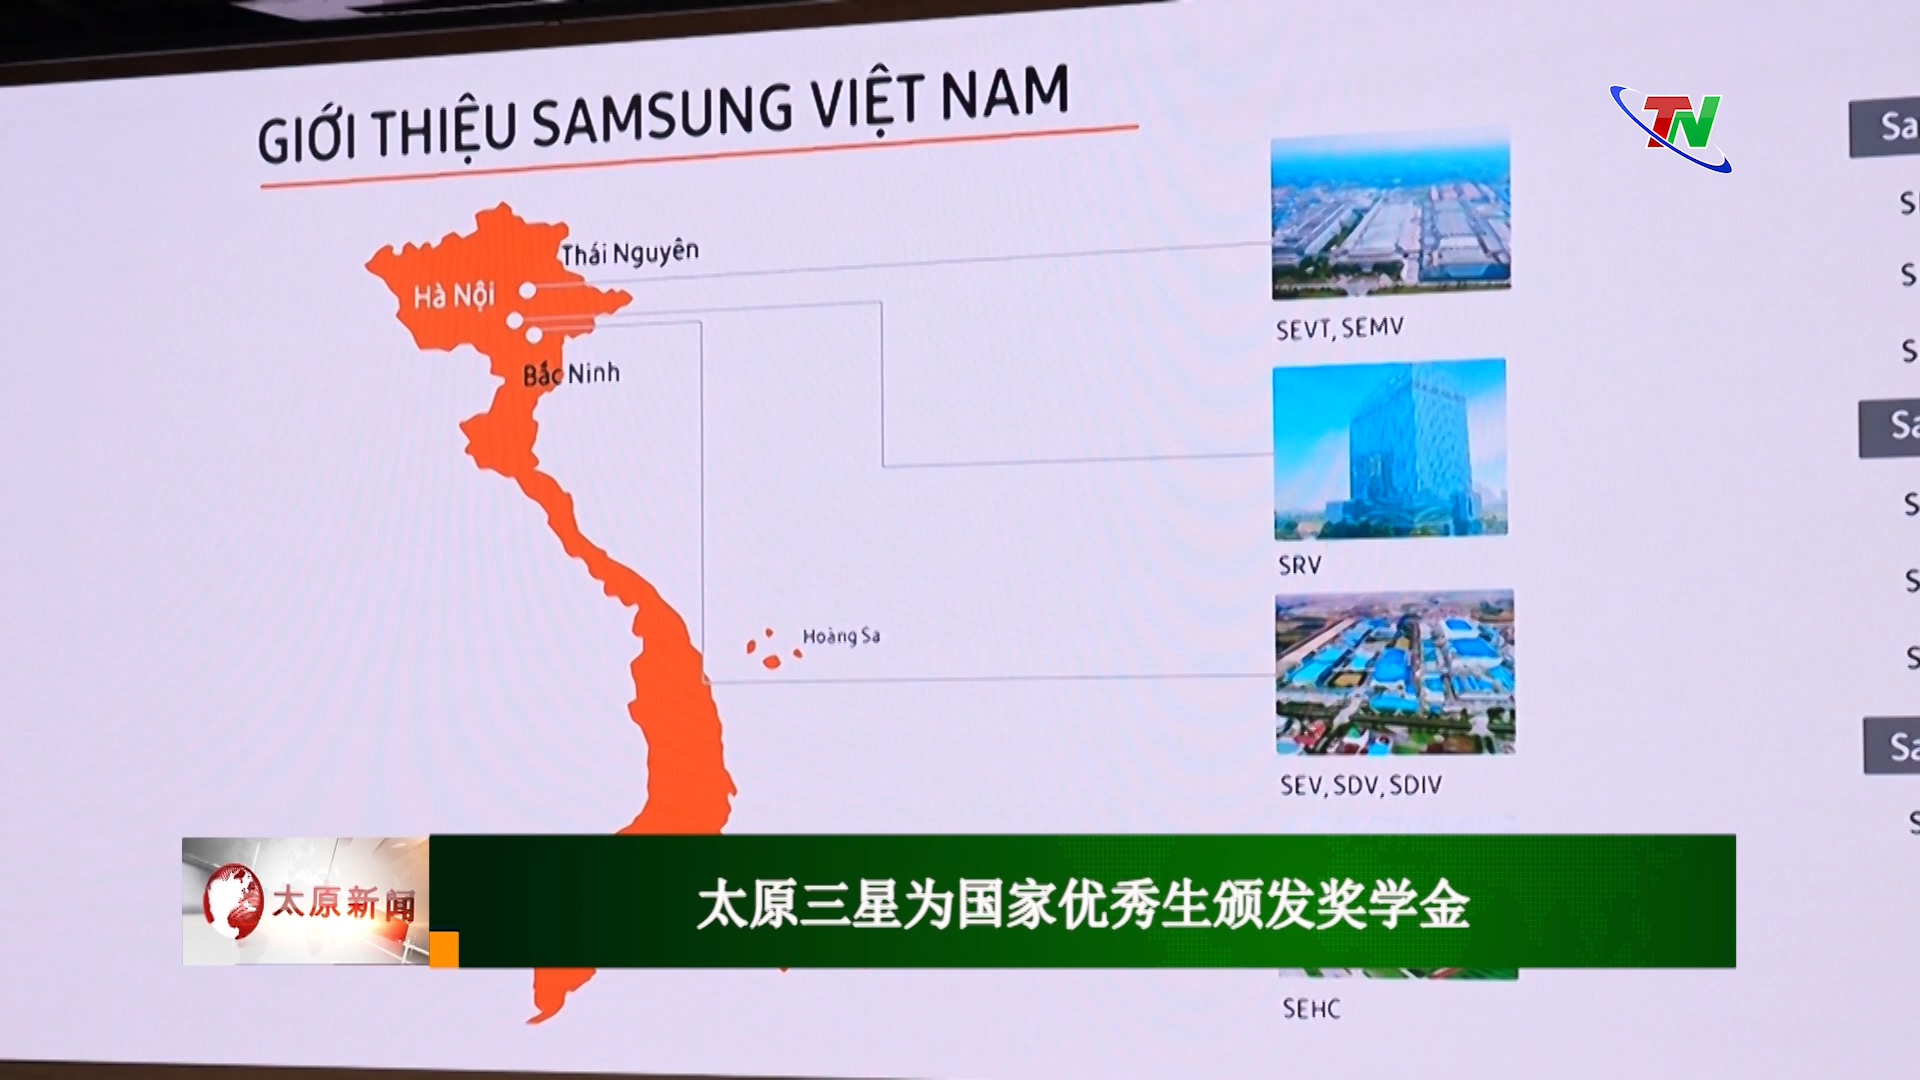 GIỚI THIỆU SAMSUNG VIỆT NAM
TN
Thái Nguyên
Hà Nội
Bắc Ninh
SEVT, SEMV
SRV
Hoàng Sa
SEV, SDV, SDIV
太原新闻
太原三星为国家优秀生颁发奖学金
SEHC